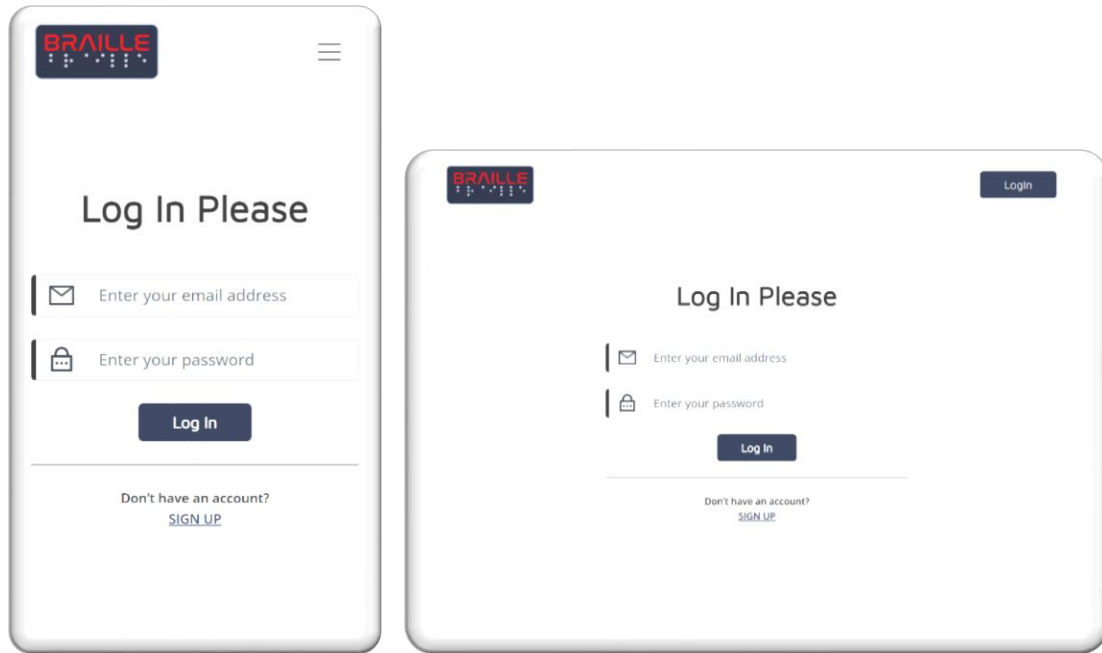 BRAILLE
Log In Please
Enter your email address
Enter your password
Log In
Don't have an account?
SIGN UP
BRAILLE
LogIn
Log In Please
Enter your email address
Enter your password
Log In
Don't have an account?
SIGN UP